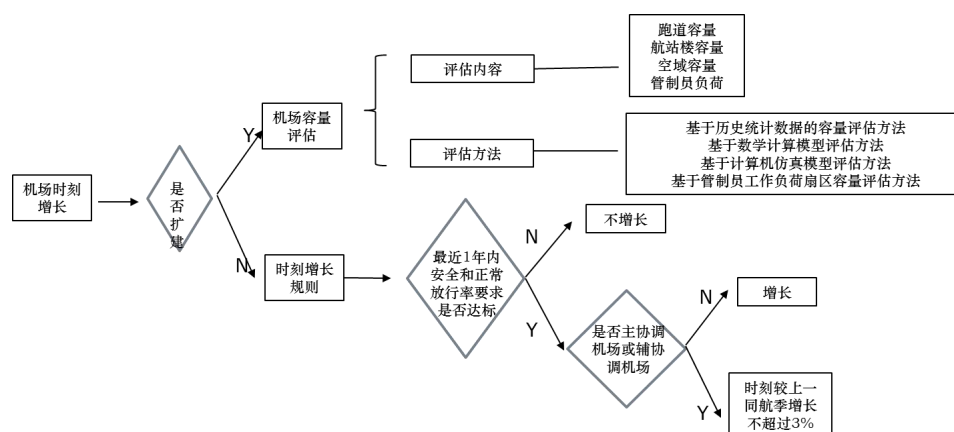 机场时刻
增长
是
否
扩
建
Y
N
机场容量
评估
评估内容
跑道容量
航站楼容量
空域容量
管制员负荷
评估方法
基于历史统计数据的容量评估方法
基于数学计算模型评估方法
基于计算机仿真模型评估方法
基于管制员工作负荷扇区容量评估方法
时刻增长
规则
最近1年内
安全和正常
放行率要求
是否达标
N
不增长
Y
是否主协调
机场或辅协
调机场
N
增长
Y
时刻较上一
同航季增长
不超过3%